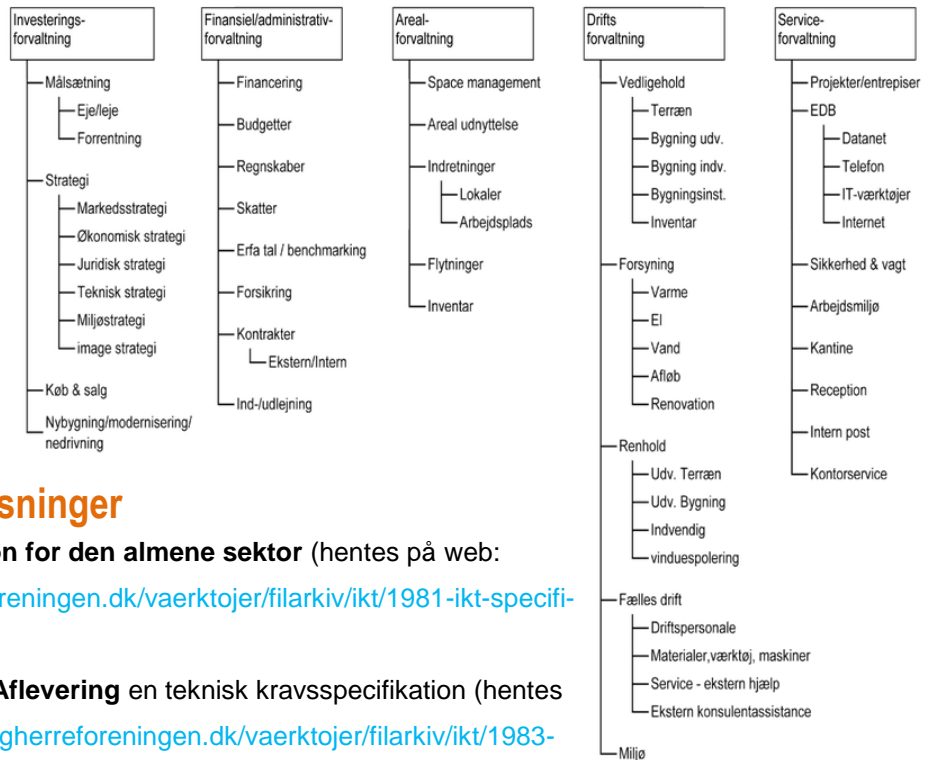 Investerings-
forvaltning
Målsætning
Eje/leje
Forrentning
Strategi
Markedsstrategi
Økonomisk strategi
Juridisk strategi
Teknisk strategi
Miljøstrategi
image strategi
Køb & salg
Nybygning/modernisering/
nedrivning
Finansiel/administrativ-
forvaltning
Financering
Budgetter
Regnskaber
Skatter
Erfa tal / benchmarking
Forsikring
Kontrakter
Ekstern/Intern
Ind-/udlejning
Areal-
forvaltning
Space management
Areal udnyttelse
Indretninger
Lokaler
Arbejdsplads
Flytninger
Inventar
Drifts
forvaltning
Vedligehold
Terræn
Bygning udv.
Bygning indv.
Bygningsinst.
Inventar
Forsyning
Varme
El
Vand
Afløb
Renovation
Renhold
Udv. Terræn
Udv. Bygning
Indvendig
vinduespolering
Fælles drift
Driftspersonale
Materialer,værktøj, maskiner
Service - ekstern hjælp
Ekstern konsulentassistance
Miljø
Service-
forvaltning
Projekter/entrepiser
EDB
Datanet
Telefon
IT-værktøjer
Internet
Sikkerhed & vagt
Arbejdsmiljø
Kantine
Reception
Intern post
Kontorservice
sninger
on for den almene sektor (hentes på web:
reningen.dk/vaerktojer/filarkiv/ikt/1981-ikt-specifi-
Aflevering en teknisk kravsspecifikation (hentes
gherreforeningen.dk/vaerktojer/filarkiv/ikt/1983-